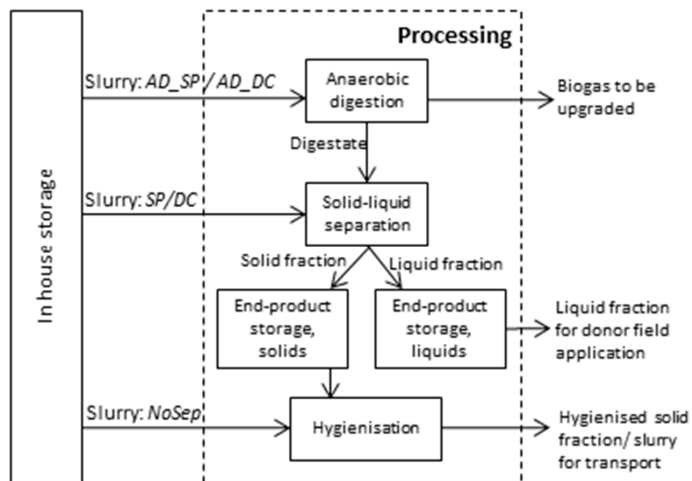 Processing
In house storage
Slurry: AD_SP / AD_DC
Anaerobic
digestion
Biogas to be
upgraded
Digestate
Slurry: SP/DC
Solid-liquid
separation
Solid fraction
Liquid fraction
End-product
storage,
solids
End-product
storage,
liquids
Liquid fraction
for donor field
application
Slurry: NoSep
Hygienisation
Hygienised solid
fraction/ slurry
for transport